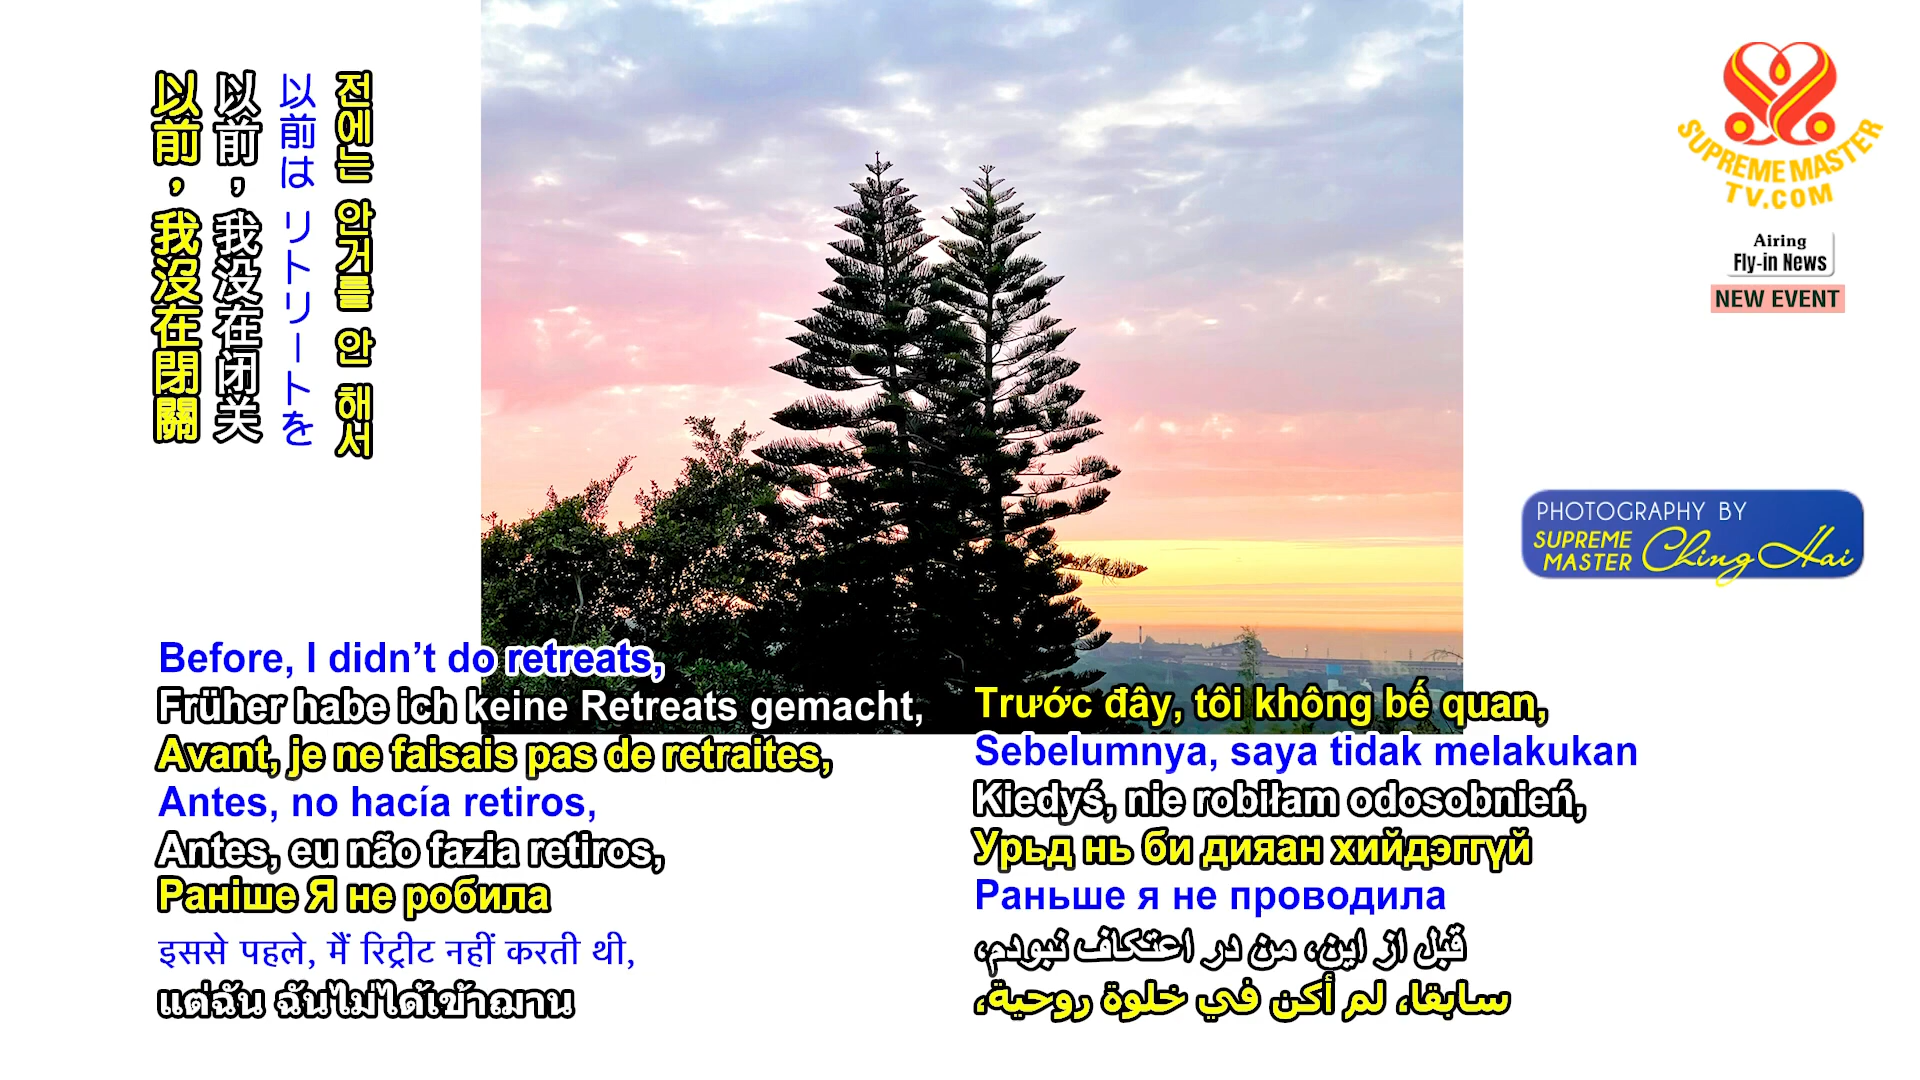 以前，我沒在閉關
以前，我没在闭关
以前は リトリートを
전에는 안거를 안 해서
SUPREME MASTER
TV.COM
Airing
Fly-in News
NEW EVENT
PHOTOGRAPHY BY
SUPREME
MASTER Ching Hai
Before, I didn’t do retreats,
Früher habe ich keine Retreats gemacht,
Avant, je ne faisais pas de retraites,
Antes, no hacía retiros,
Antes, eu não fazia retiros,
Раніше Я не робила
इससे पहले, मैं रिट्रीट नहीं करती थी,
แต่ฉัน ฉันไม่ได้เข้าฌาน
Trước đây, tôi không bế quan,
Sebelumnya, saya tidak melakukan
Kiedyś, nie robiłam odosobnień,
Урьд нь би дияан хийдэггүй
Раньше я не проводила
قبل از این، من در اعتکاف نبودم،
سابقا، لم أكن في خلوة روحية،